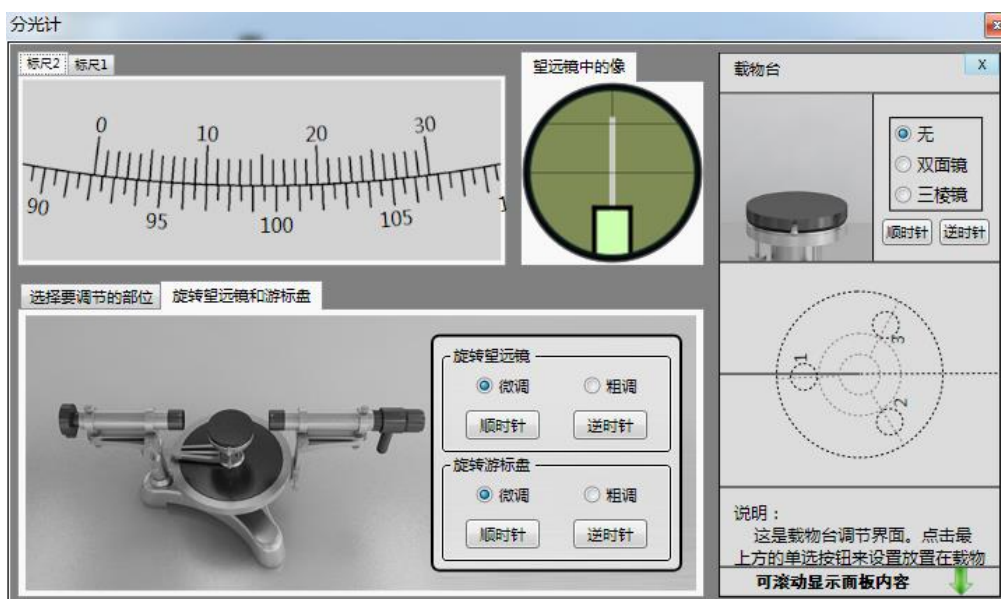 分光计
x
标尺2 标尺1
0 10 20 30
90 95 100 105 1
望远镜中的像
载物台 X
无
双面镜
三棱镜
顺时针 逆时针
选择要调节的部位 旋转望远镜和游标盘
旋转望远镜
微调 粗调
顺时针 逆时针
旋转游标盘
微调 粗调
顺时针 逆时针
1
3
2
说明：
这是载物台调节界面。点击最
上方的单选按钮来设置放置在载物
可滚动显示面板内容